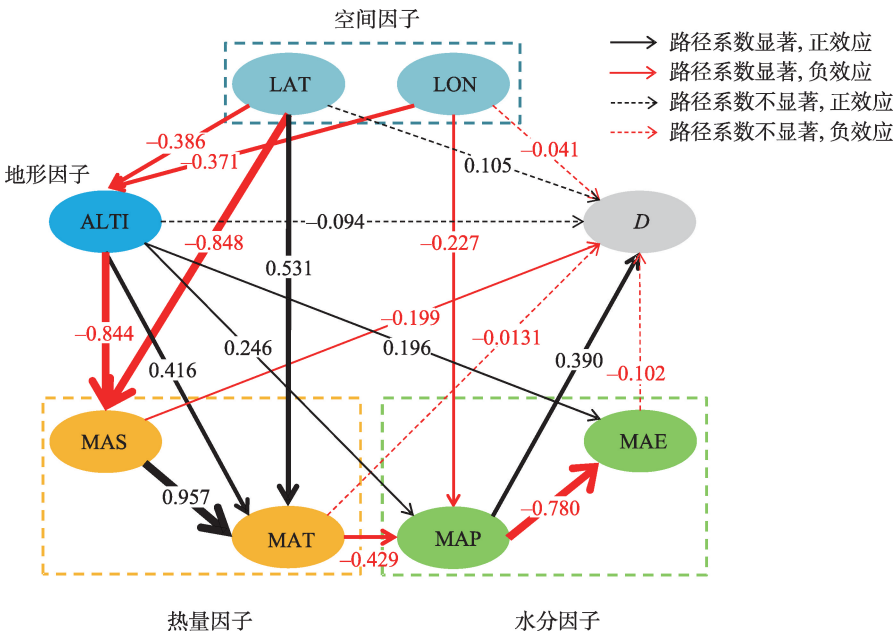 空间因子
LAT
LON
路径系数显著, 正效应
路径系数显著, 负效应
路径系数不显著, 正效应
路径系数不显著, 负效应
−0.386
−0.371
0.105
−0.041
地形因子
ALTI
−0.094
D
−0.848
−0.227
0.531
−0.844
−0.199
−0.0131
0.416
0.246
0.196
0.390
−0.102
MAS
MAE
0.957
−0.780
MAT
−0.429
MAP
热量因子
水分因子